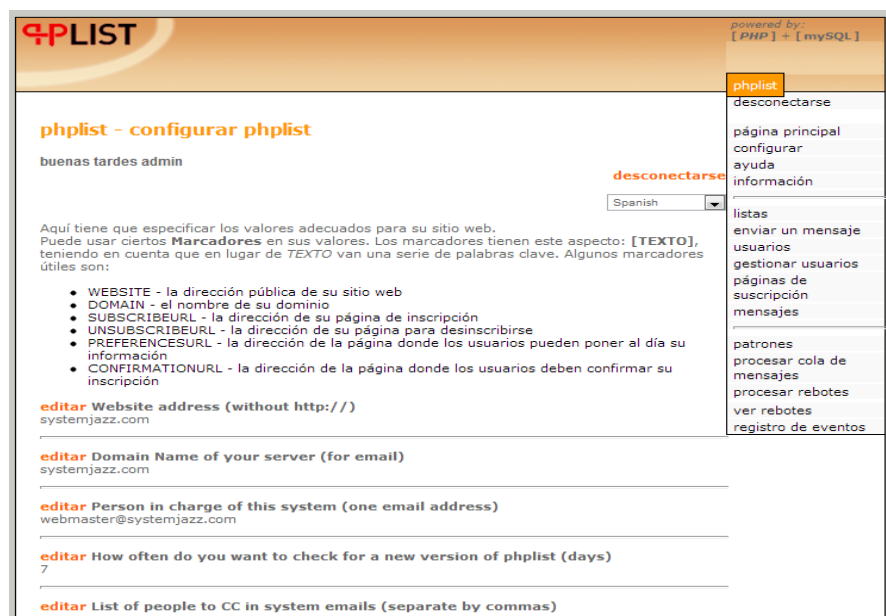 PHPLIST
powered by:
[ PHP ] + [ mySQL ]
phplist
desconectarse
página principal
configurar
ayuda
información
listas
enviar un mensaje
usuarios
gestionar usuarios
páginas de
suscripción
mensajes
patrones
procesar cola de
mensajes
procesar rebotes
ver rebotes
registro de eventos
phplist - configurar phplist
buenas tardes admin
desconectarse
Spanish
Aquí tiene que especificar los valores adecuados para su sitio web.
Puede usar ciertos Marcadores en sus valores. Los marcadores tienen este aspecto: [TEXTO],
teniendo en cuenta que en lugar de TEXTO van una serie de palabras clave. Algunos marcadores
útiles son:
WEBSITE - la dirección pública de su sitio web
DOMAIN - el nombre de su dominio
SUBSCRIBEURL - la dirección de su página de inscripción
UNSUBSCRIBEURL - la dirección de su página para desinscribirse
PREFERENCESURL - la dirección de la página donde los usuarios pueden poner al día su
información
CONFIRMATIONURL - la dirección de la página donde los usuarios deben confirmar su
inscripción
editar Website address (without http://)
systemjazz.com
editar Domain Name of your server (for email)
systemjazz.com
editar Person in charge of this system (one email address)
webmaster@systemjazz.com
editar How often do you want to check for a new version of phplist (days)
7
editar List of people to CC in system emails (separate by commas)